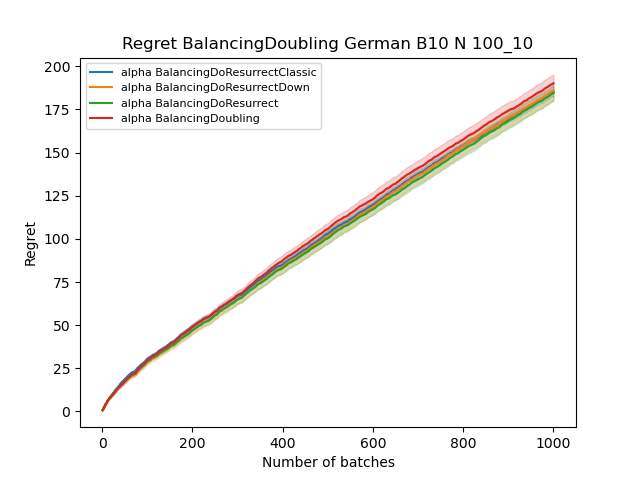 Regret BalancingDoubling German B10 N 100_10
alpha BalancingDoResurrectClassic
alpha BalancingDoResurrectDown
alpha BalancingDoResurrect
alpha BalancingDoubling
Regret
200
175
150
125
100
75
50
25
0
0 200 400 600 800 1000
Number of batches